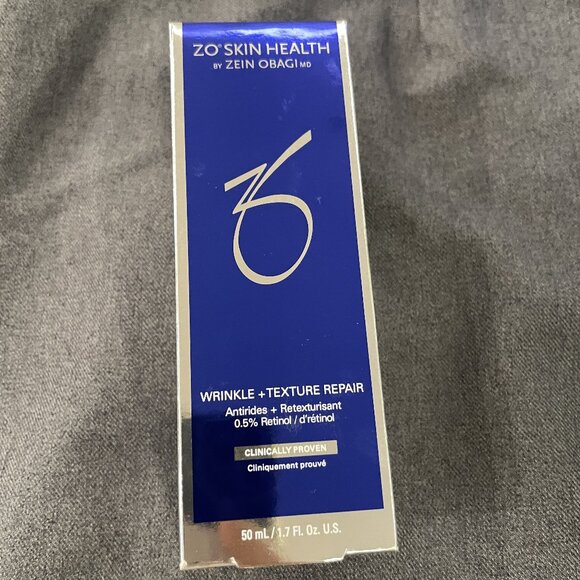 ZO® SKIN HEALTH
BY ZEIN OBAGI MD
ZO
WRINKLE + TEXTURE REPAIR
Antirides + Retexturisant
0.5% Retinol / d'rétinol
CLINICALLY PROVEN
Cliniquement prouvé
50 mL / 1.7 Fl. Oz. U.S.